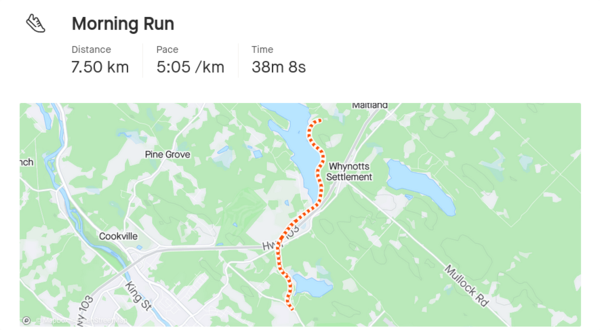 Morning Run
Distance
Pace
Time
7.50 km
5:05 /km
38m 8s
Maitland
nch
Pine Grove
Whynotts
Settlement
Cookville
Hwy 103
Mullock Rd
King St
wy 103